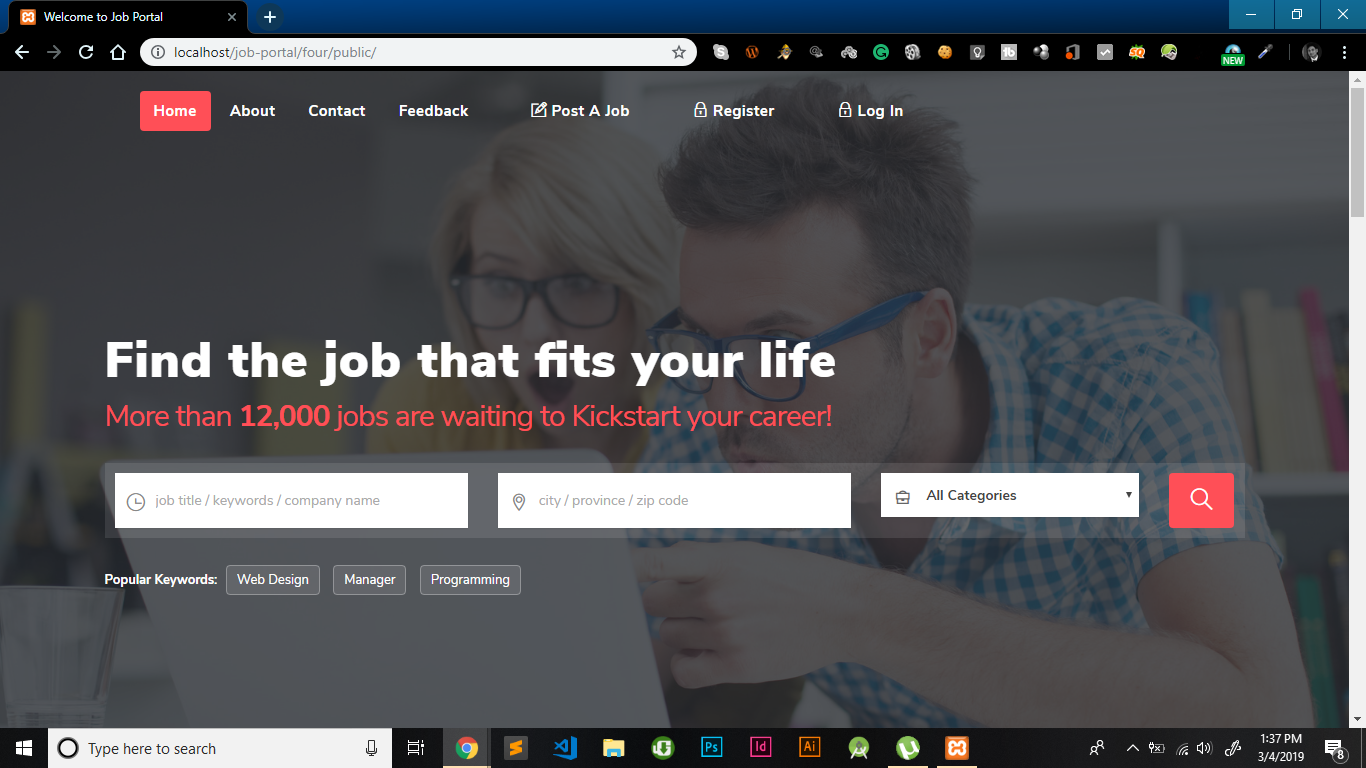 Welcome to Job Portal
localhost/job-portal/four/public/
NEW
Home About Contact Feedback Post A Job Register Log In
Find the job that fits your life
More than 12,000 jobs are waiting to Kickstart your career!
job title / keywords / company name city / province / zip code All Categories
Popular Keywords: Web Design Manager Programming
Type here to search
Ps Id Ai
1:37 PM
3/4/2019
8